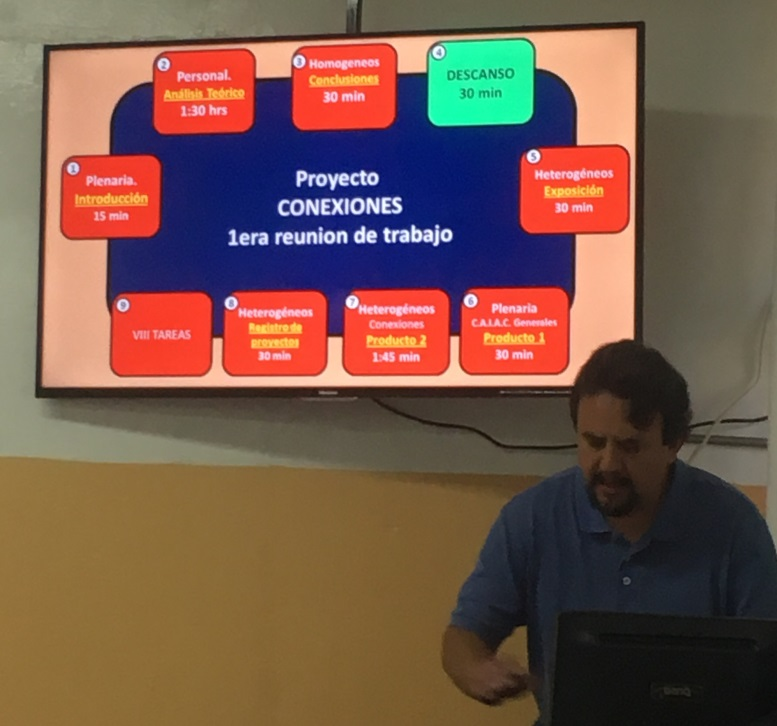 1
Plenaria.
Introducción
15 min
2
Personal.
Análisis Teórico
1:30 hrs
3
Homogeneos
Conclusiones
30 min
4
DESCANSO
30 min
5
Heterogéneos
Exposición
30 min
Proyecto
CONEXIONES
1era reunion de trabajo
6
Plenaria
C.A.I.A.C. Generales
Producto 1
30 min
7
Heterogéneos
Conexiones
Producto 2
1:45 min
8
Heterogéneos
Registro de
proyectos
30 min
9
VIII TAREAS
Hisense
BenQ